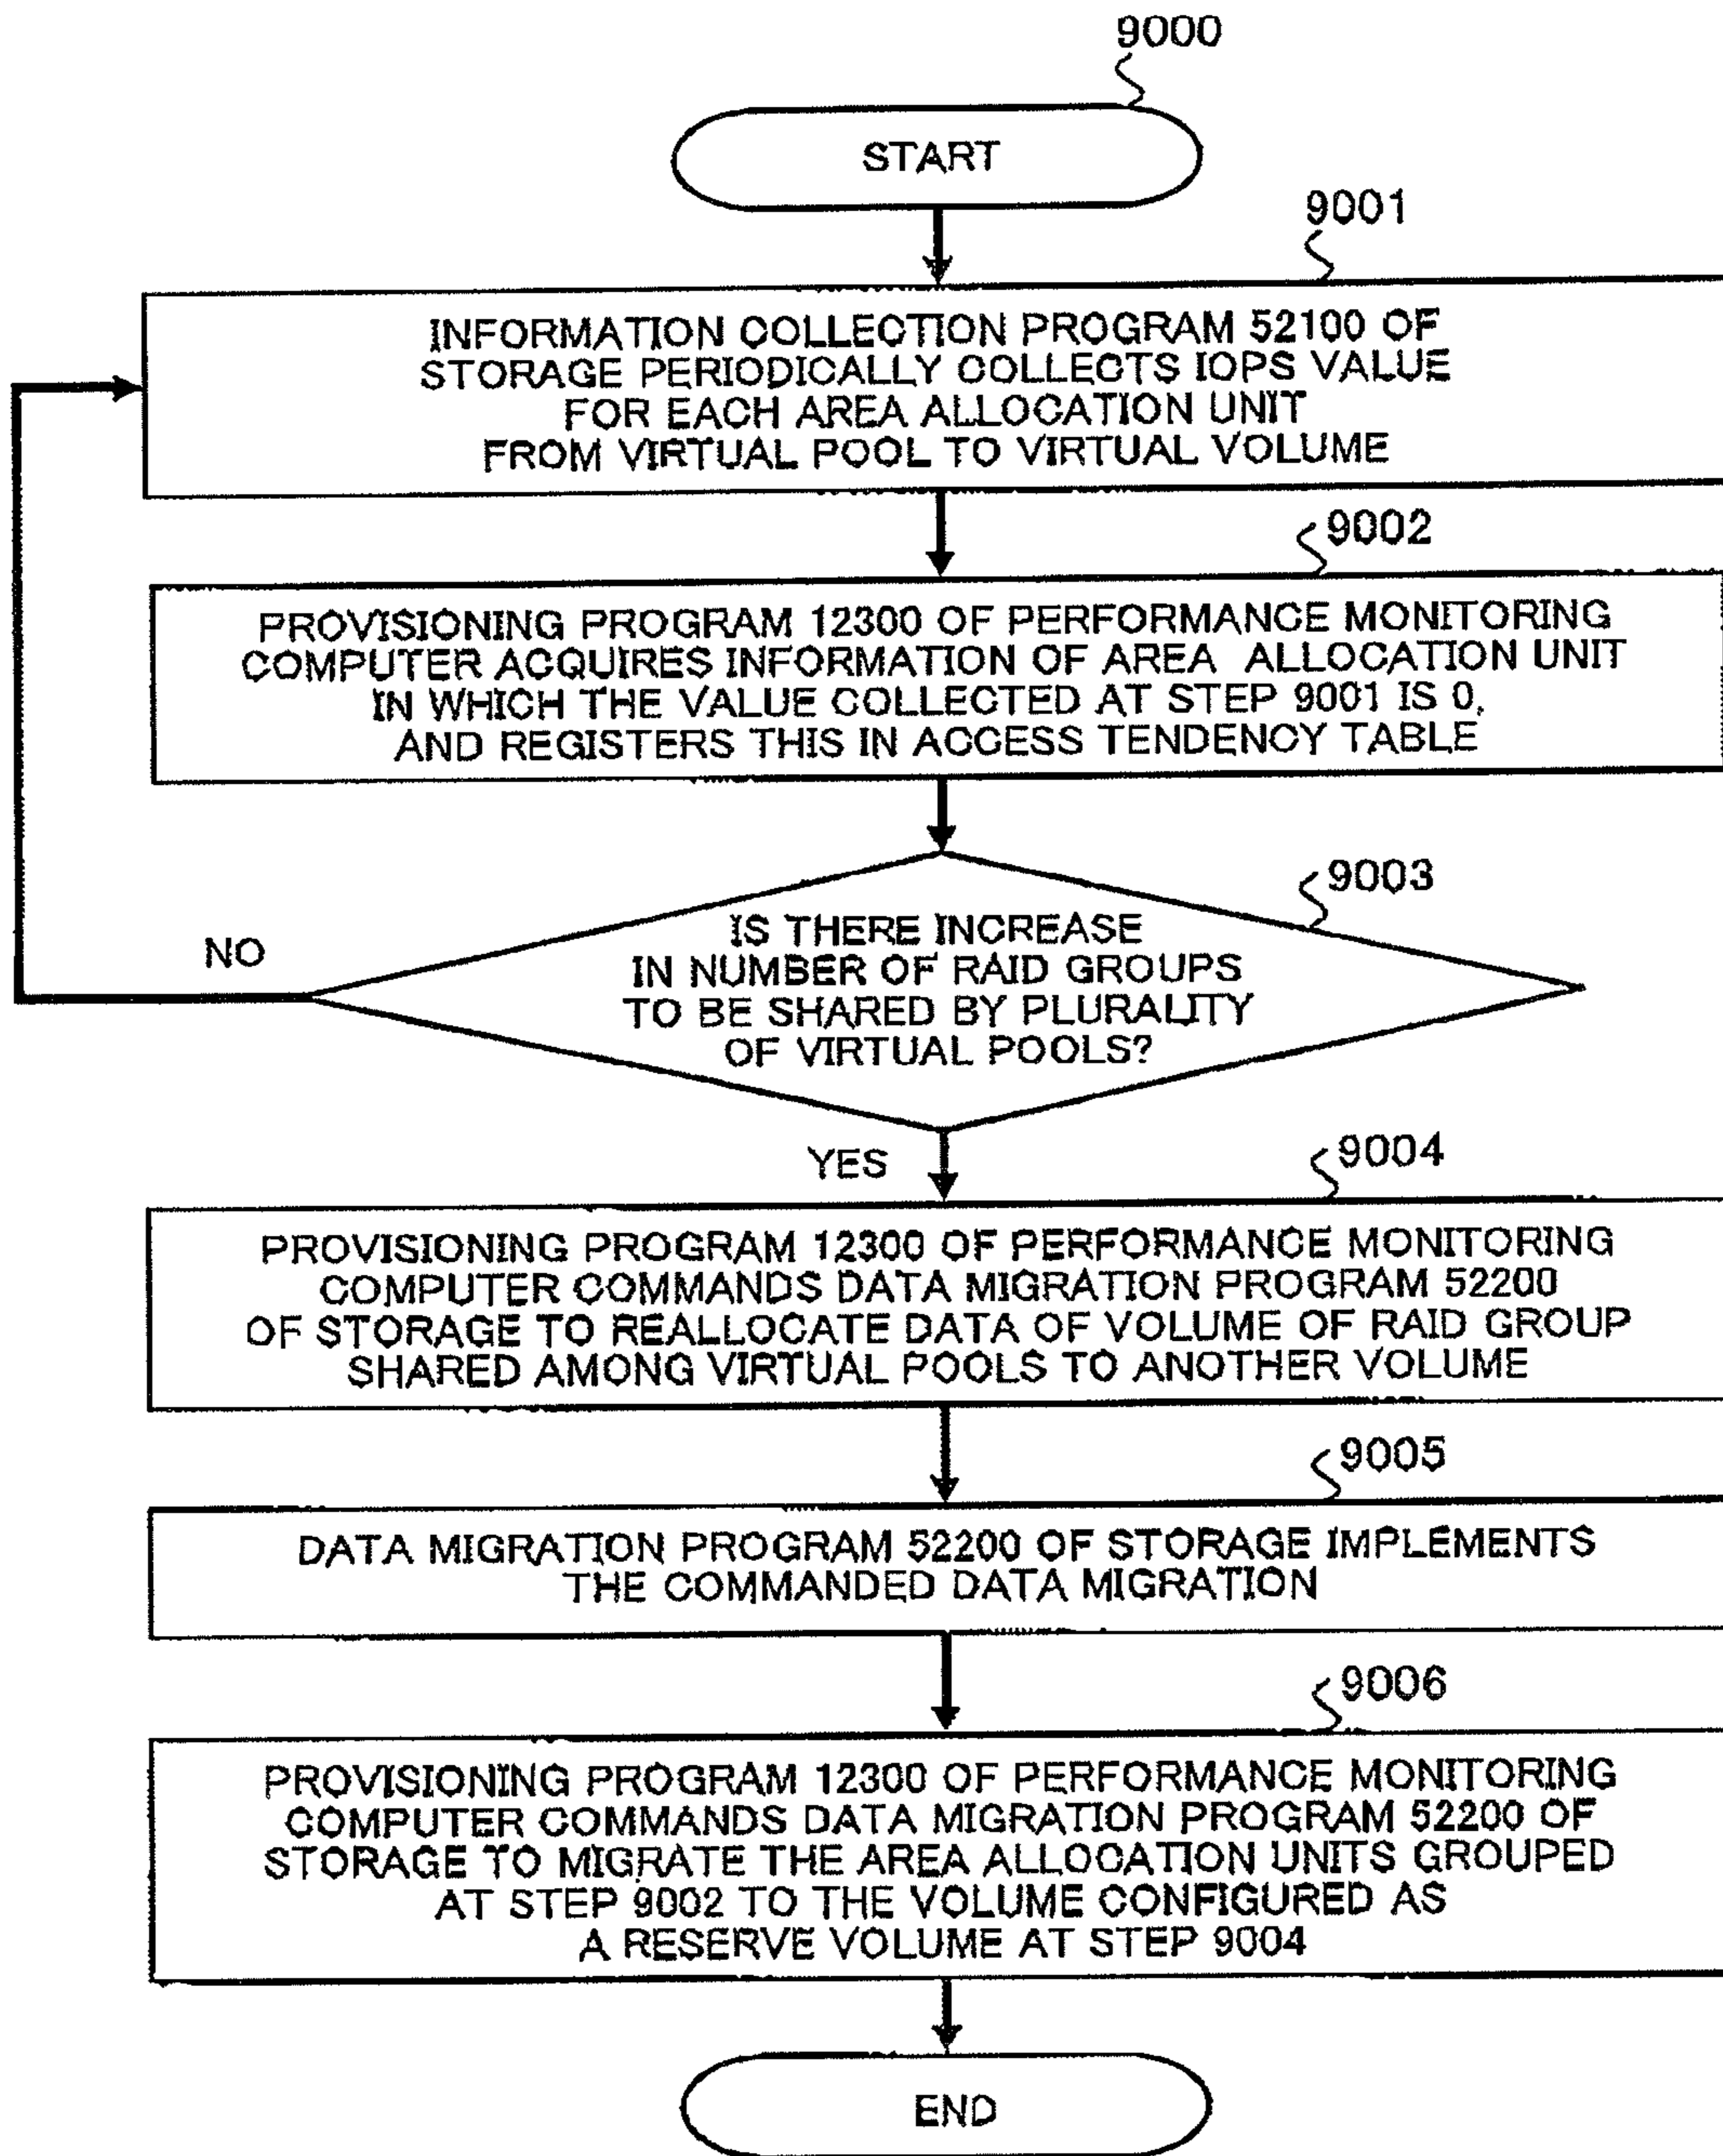 9000
START
9001
INFORMATION COLLECTION PROGRAM 52100 OF
STORAGE PERIODICALLY COLLECTS IOPS VALUE
FOR EACH AREA ALLOCATION UNIT
FROM VIRTUAL POOL TO VIRTUAL VOLUME
9002
PROVISIONING PROGRAM 12300 OF PERFORMANCE MONITORING
COMPUTER ACQUIRES INFORMATION OF AREA ALLOCATION UNIT
IN WHICH THE VALUE COLLECTED AT STEP 9001 IS 0,
AND REGISTERS THIS IN ACCESS TENDENCY TABLE
9003
IS THERE INCREASE
IN NUMBER OF RAID GROUPS
TO BE SHARED BY PLURALITY
OF VIRTUAL POOLS?
NO
YES
9004
PROVISIONING PROGRAM 12300 OF PERFORMANCE MONITORING
COMPUTER COMMANDS DATA MIGRATION PROGRAM 52200
OF STORAGE TO REALLOCATE DATA OF VOLUME OF RAID GROUP
SHARED AMONG VIRTUAL POOLS TO ANOTHER VOLUME
9005
DATA MIGRATION PROGRAM 52200 OF STORAGE IMPLEMENTS
THE COMMANDED DATA MIGRATION
9006
PROVISIONING PROGRAM 12300 OF PERFORMANCE MONITORING
COMPUTER COMMANDS DATA MIGRATION PROGRAM 52200 OF
STORAGE TO MIGRATE THE AREA ALLOCATION UNITS GROUPED
AT STEP 9002 TO THE VOLUME CONFIGURED AS
A RESERVE VOLUME AT STEP 9004
END